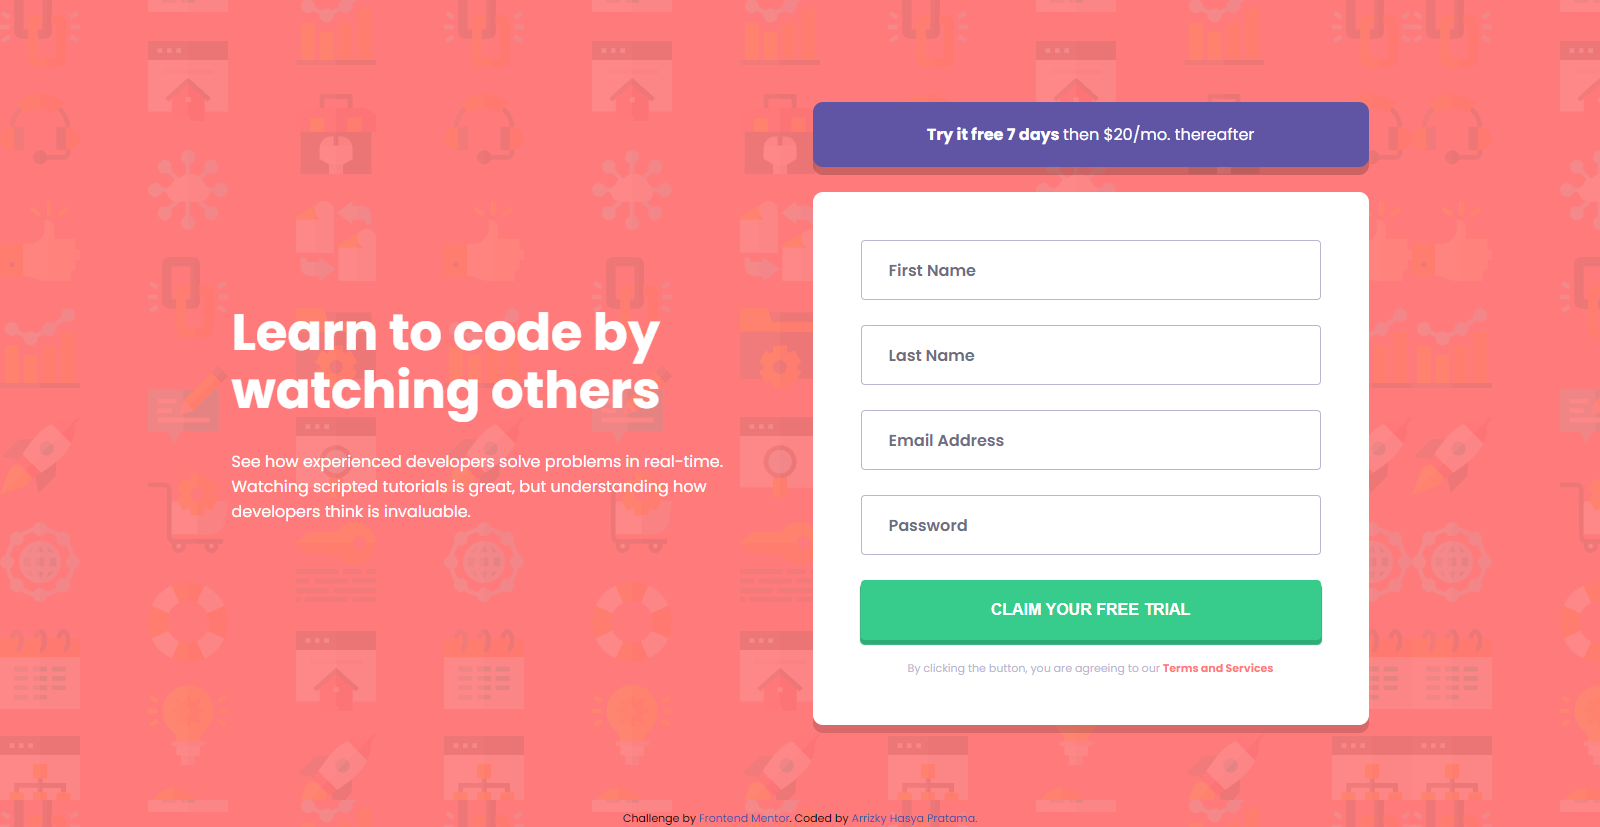 Learn to code by
watching others
See how experienced developers solve problems in real-time.
Watching scripted tutorials is great, but understanding how
developers think is invaluable.
Try it free 7 days then $20/mo. thereafter
First Name
Last Name
Email Address
Password
CLAIM YOUR FREE TRIAL
By clicking the button, you are agreeing to our Terms and Services
Challenge by Frontend Mentor. Coded by Arrizky Hasya Pratama.